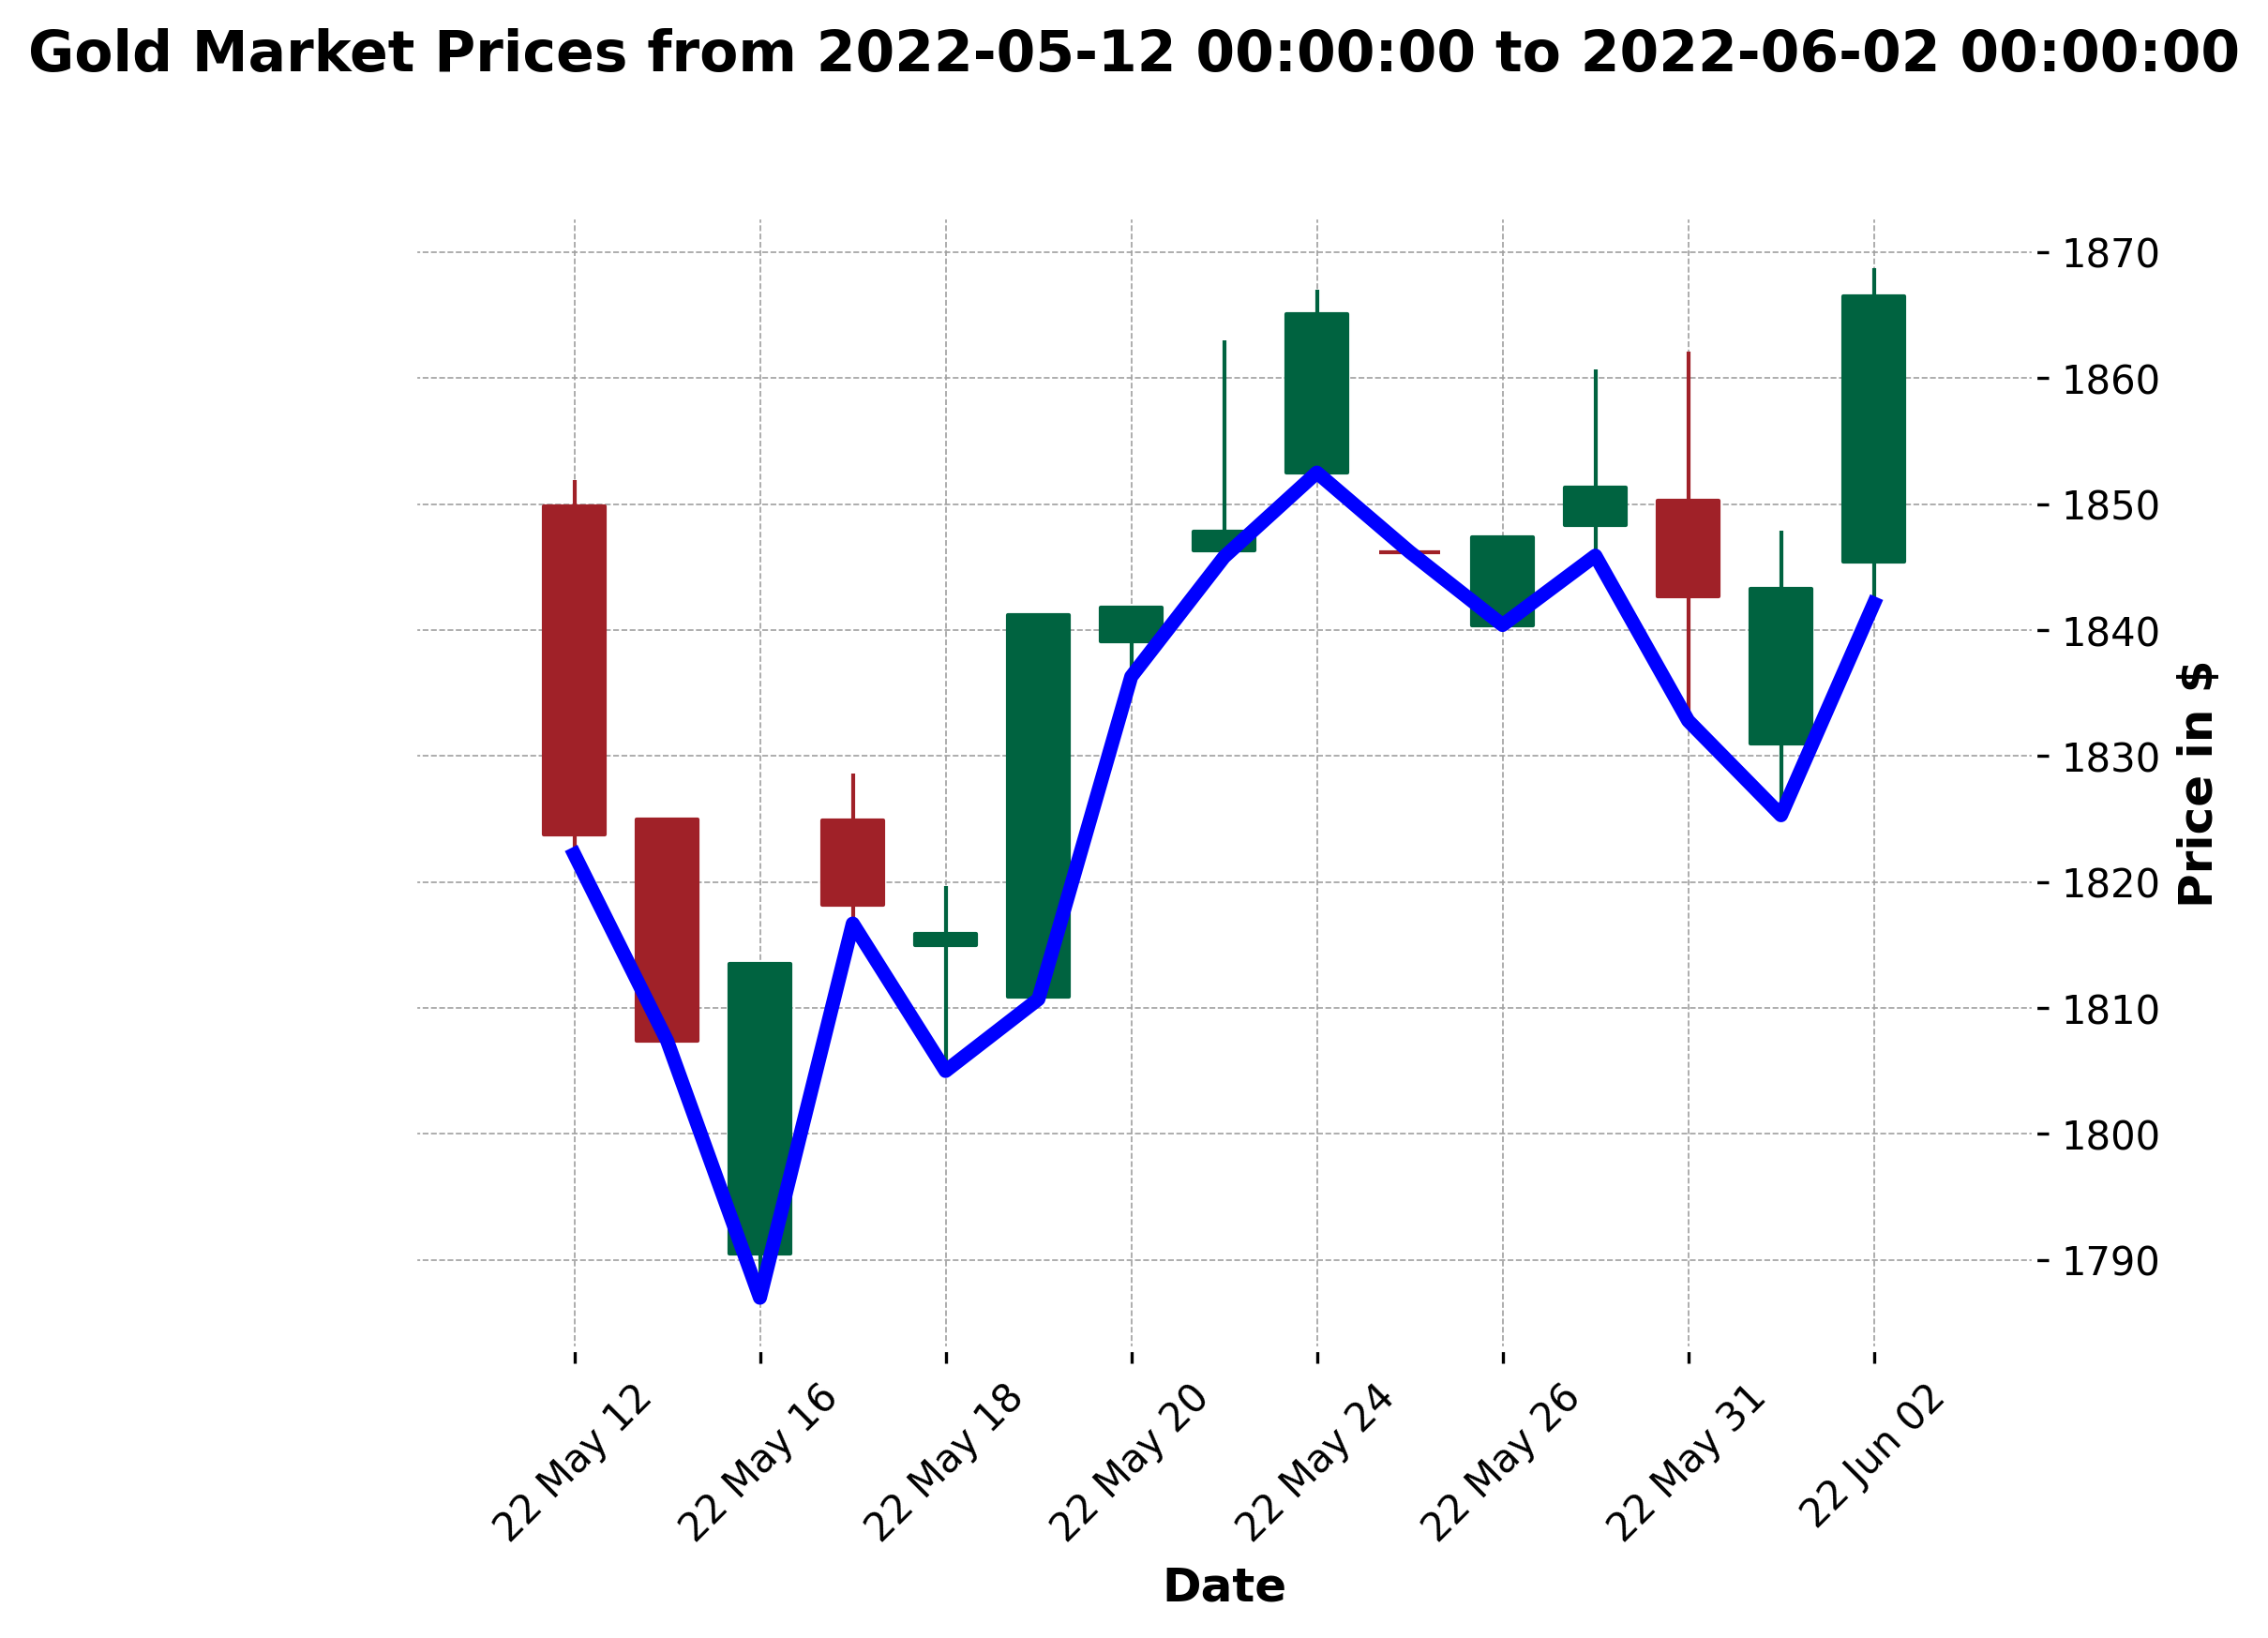 Gold Market Prices from 2022-05-12 00:00:00 to 2022-06-02 00:00:00
1870
1860
1850
1840
1830
1820
1810
1800
1790
Price in $
22 May 12
22 May 16
22 May 18
22 May 20
22 May 24
22 May 26
22 May 31
22 Jun 02
Date